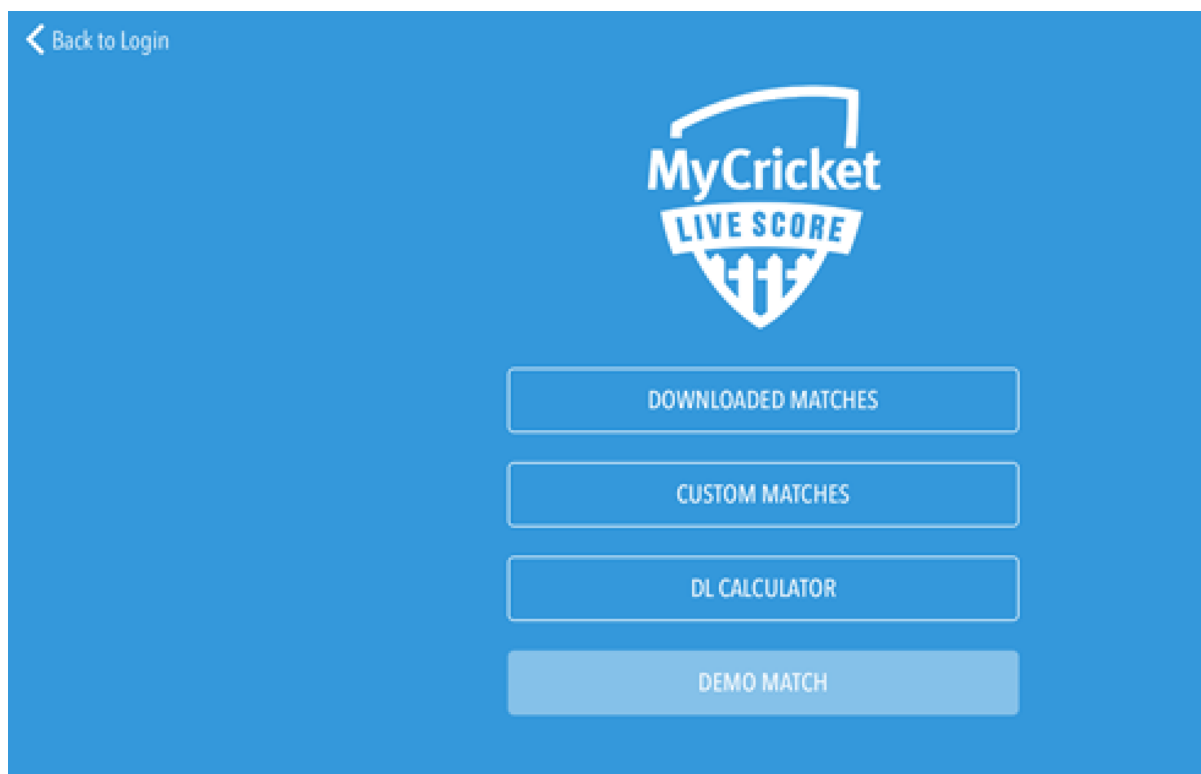 Back to Login
MyCricket
LIVE SCORE
DOWNLOADED MATCHES
CUSTOM MATCHES
DL CALCULATOR
DEMO MATCH